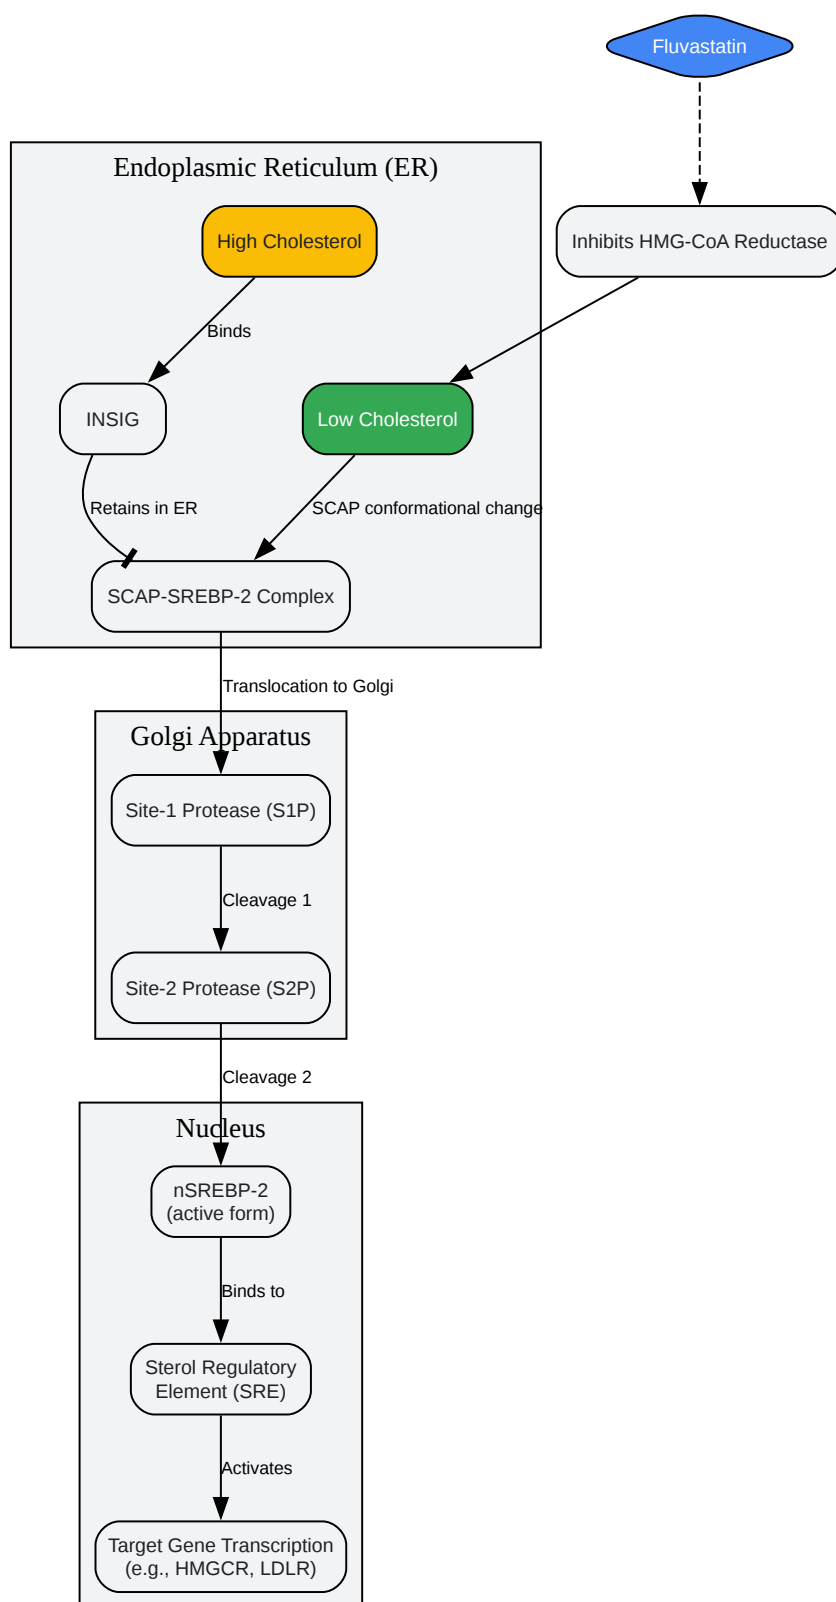 Fluvastatin
Endoplasmic Reticulum (ER)
High Cholesterol
Inhibits HMG-CoA Reductase
Binds
INSIG
Low Cholesterol
Retains in ER
SCAP conformational change
SCAP-SREBP-2 Complex
Translocation to Golgi
Golgi Apparatus
Site-1 Protease (S1P)
Cleavage 1
Site-2 Protease (S2P)
Cleavage 2
Nucleus
nSREBP-2
(active form)
Binds to
Sterol Regulatory
Element (SRE)
Activates
Target Gene Transcription
(e.g., HMGCR, LDLR)